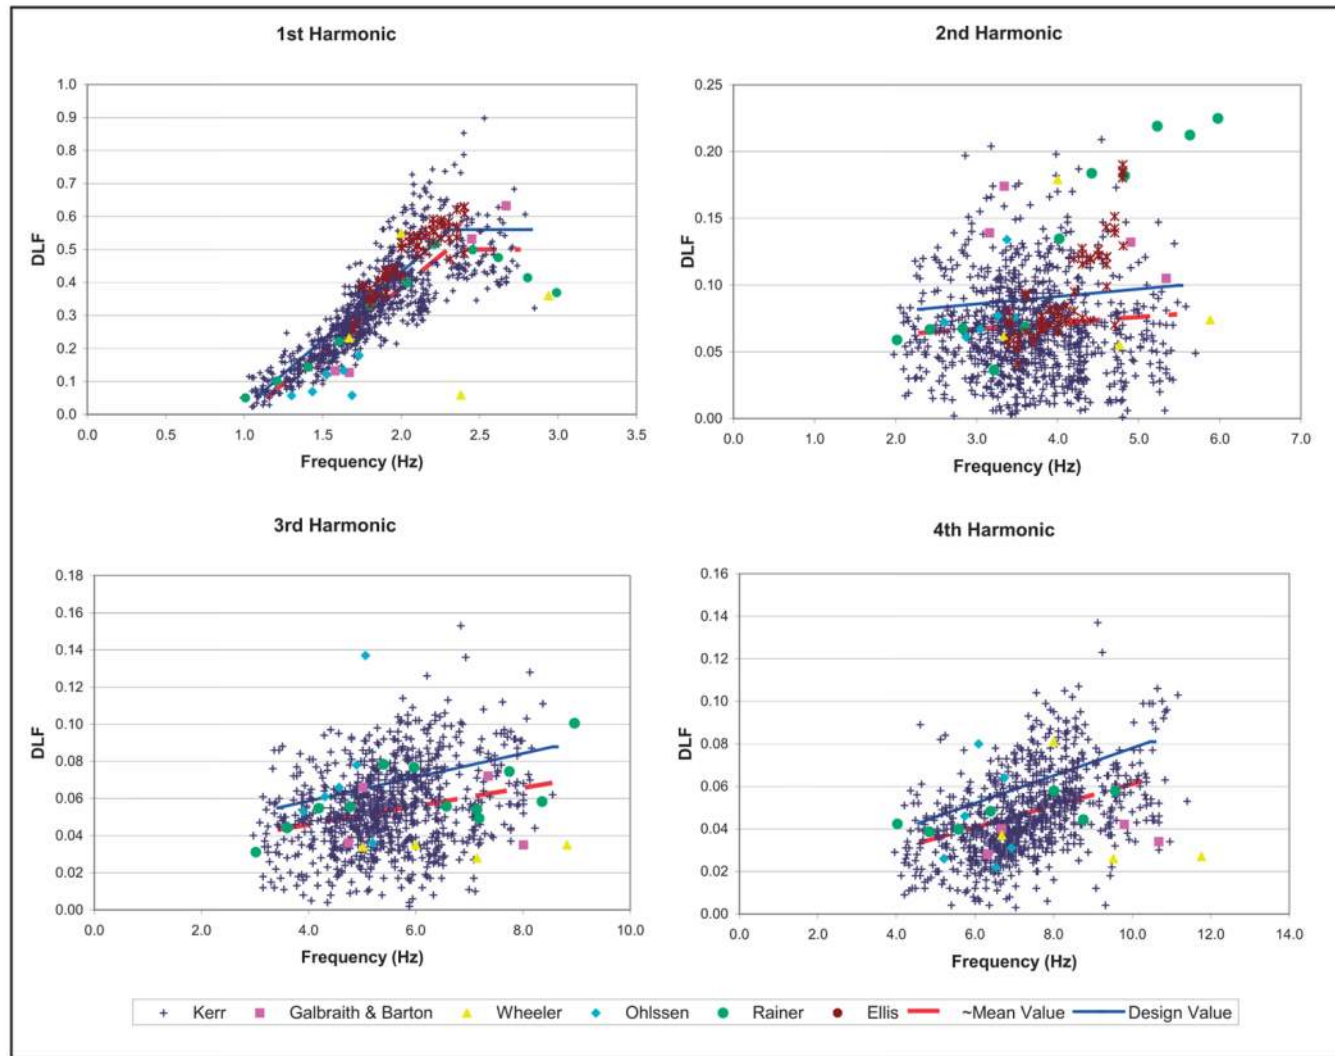 1st Harmonic
1.0
0.9
0.8
0.7
0.6
0.5
0.4
0.3
0.2
0.1
0.0
DLF
0.0 0.5 1.0 1.5 2.0 2.5 3.0 3.5
Frequency (Hz)
2nd Harmonic
0.25
0.20
0.15
0.10
0.05
0.00
DLF
0.0 1.0 2.0 3.0 4.0 5.0 6.0 7.0
Frequency (Hz)
3rd Harmonic
0.18
0.16
0.14
0.12
0.10
0.08
0.06
0.04
0.02
0.00
DLF
0.0 2.0 4.0 6.0 8.0 10.0
Frequency (Hz)
4th Harmonic
0.16
0.14
0.12
0.10
0.08
0.06
0.04
0.02
0.00
DLF
0.0 2.0 4.0 6.0 8.0 10.0 12.0 14.0
Frequency (Hz)
Kerr Galbraith & Barton Wheeler Ohlssen Rainer Ellis ~Mean Value Design Value